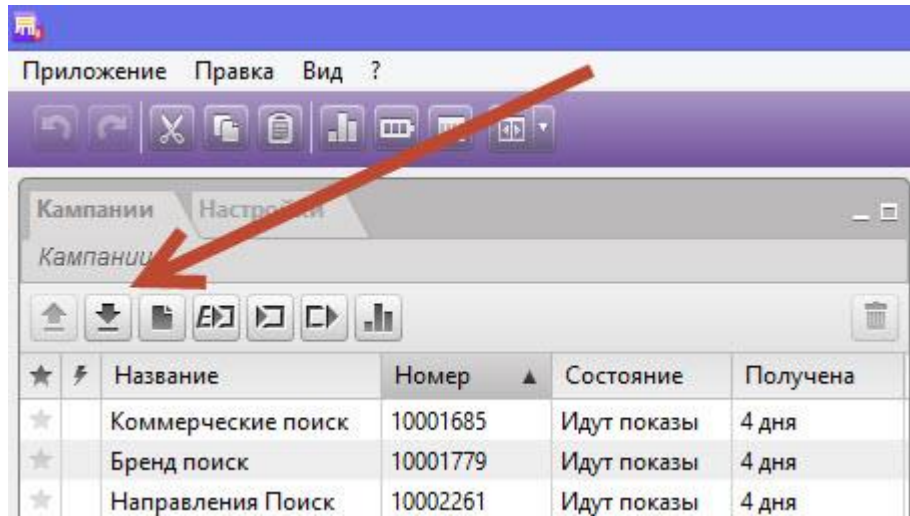 Приложение Правка Вид ?
Кампании Настройки
Кампании
Название Номер Состояние Получена
Коммерческие поиск 10001685 Идут показы 4 дня
Бренд поиск 10001779 Идут показы 4 дня
Направления Поиск 10002261 Идут показы 4 дня